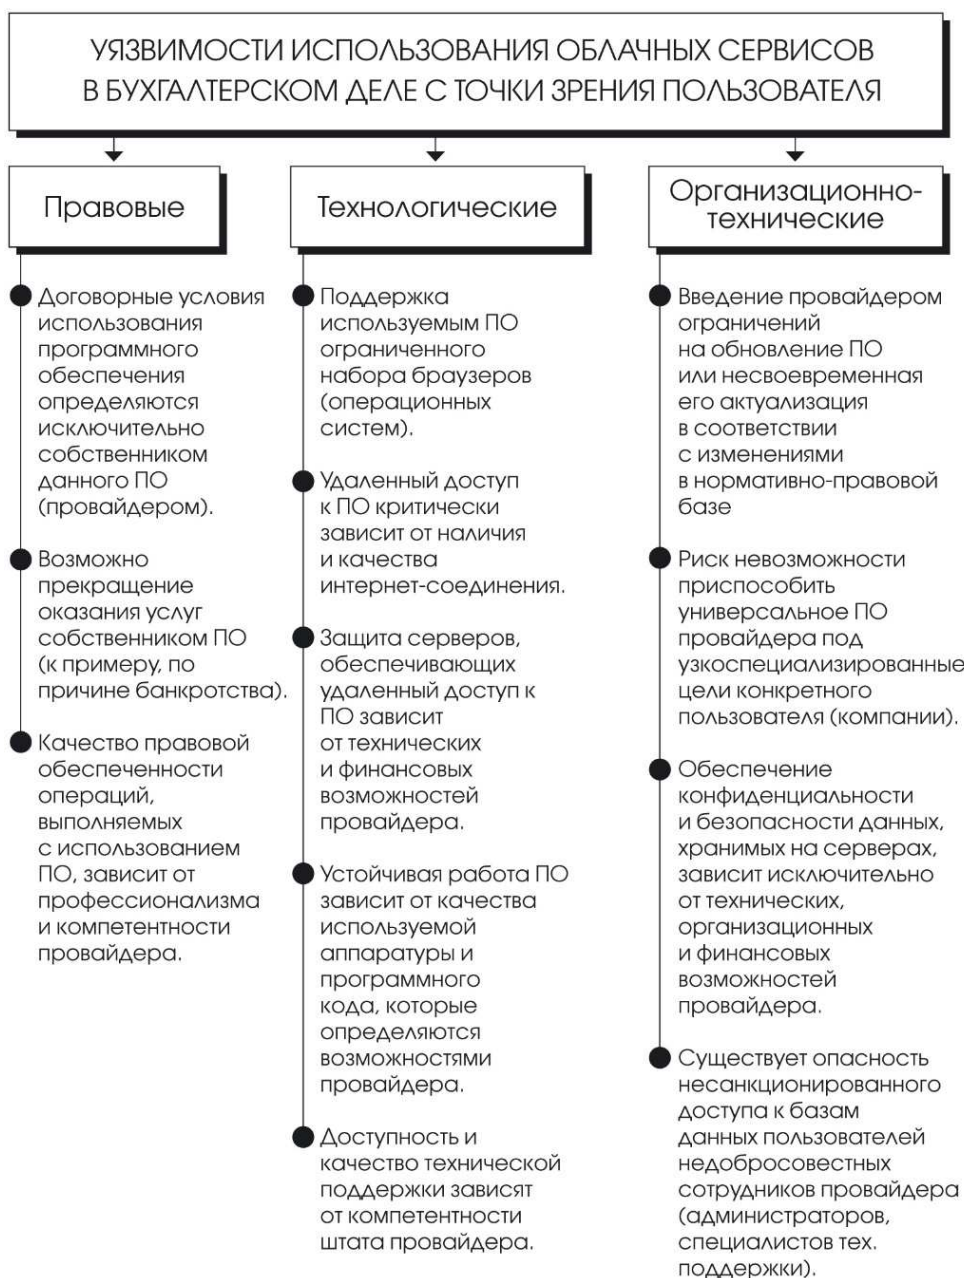 УЯЗВИМОСТИ ИСПОЛЬЗОВАНИЯ ОБЛАЧНЫХ СЕРВИСОВ
В БУХГАЛТЕРСКОМ ДЕЛЕ С ТОЧКИ ЗРЕНИЯ ПОЛЬЗОВАТЕЛЯ
Правовые
Договорные условия
использования
программного
обеспечения
определяются
исключительно
собственником
данного ПО
(провайдером).
Возможно
прекращение
оказания услуг
собственником ПО
(к примеру, по
причине банкротства).
Качество правовой
обеспеченности
операций,
выполняемых
с использованием
ПО, зависит от
профессионализма
и компетентности
провайдера.
Технологические
Поддержка
используемым ПО
ограниченного
набора браузеров
(операционных
систем).
Удаленный доступ
к ПО критически
зависит от наличия
и качества
интернет-соединения.
Защита серверов,
обеспечивающих
удаленный доступ к
ПО зависит
от технических
и финансовых
возможностей
провайдера.
Устойчивая работа ПО
зависит от качества
используемой
аппаратуры и
программного
кода, которые
определяются
возможностями
провайдера.
Доступность и
качество технической
поддержки зависят
от компетентности
штата провайдера.
Организационно-
технические
Введение провайдером
ограничений
на обновление ПО
или несвоевременная
его актуализация
в соответствии
с изменениями
в нормативно-правовой
базе
Риск невозможности
приспособить
универсальное ПО
провайдера под
узкоспециализированные
цели конкретного
пользователя (компании).
Обеспечение
конфиденциальности
и безопасности данных,
хранимых на серверах,
зависит исключительно
от технических,
организационных
и финансовых
возможностей
провайдера.
Существует опасность
несанкционированного
доступа к базам
данных пользователей
недобросовестных
сотрудников провайдера
(администраторов,
специалистов тех.
поддержки).